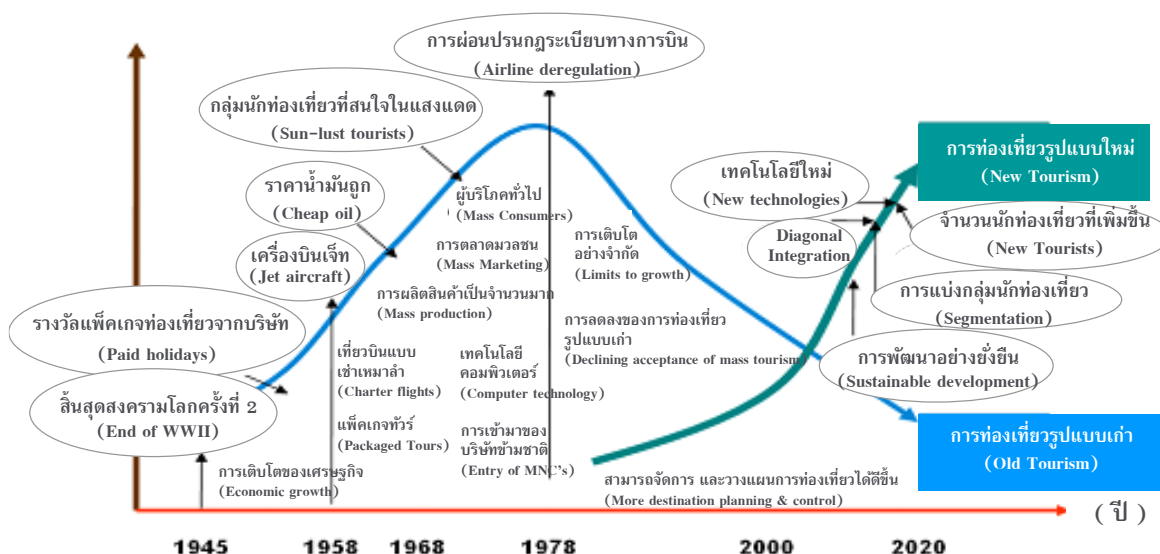 การผ่อนปรนกฎระเบียบทางการบิน
(Airline deregulation)
กลุ่มนักท่องเที่ยวที่สนใจในแสงแดด
(Sun-lust tourists)
ราคาน้ำมันถูก
(Cheap oil)
เครื่องบินเจ็ท
(Jet aircraft)
รางวัลแพ็คเกจท่องเที่ยวจากบริษัท
(Paid holidays)
สิ้นสุดสงครามโลกครั้งที่ 2
(End of WWII)
การเติบโตของเศรษฐกิจ
(Economic growth)
ผู้บริโภคทั่วไป
(Mass Consumers)
การตลาดมวลชน
(Mass Marketing)
การผลิตสินค้าเป็นจำนวนมาก
(Mass production)
เที่ยวบินแบบ
เช่าเหมาลำ
(Charter flights)
แพ็คเกจทัวร์
(Packaged Tours)
เทคโนโลยี
คอมพิวเตอร์
(Computer technology)
การเข้ามาของ
บริษัทข้ามชาติ
(Entry of MNC's)
การเติบโต
อย่างจำกัด
(Limits to growth)
การลดลงของการท่องเที่ยว
รูปแบบเก่า
(Declining acceptance of mass tourism)
สามารถจัดการ และวางแผนการท่องเที่ยวได้ดีขึ้น
(More destination planning & control)
เทคโนโลยีใหม่
(New technologies)
Diagonal
Integration
การท่องเที่ยวรูปแบบใหม่
(New Tourism)
จำนวนนักท่องเที่ยวที่เพิ่มขึ้น
(New Tourists)
การแบ่งกลุ่มนักท่องเที่ยว
(Segmentation)
การพัฒนาอย่างยั่งยืน
(Sustainable development)
การท่องเที่ยวรูปแบบเก่า
(Old Tourism)
(ปี)
1945 1958 1968 1978 2000 2020